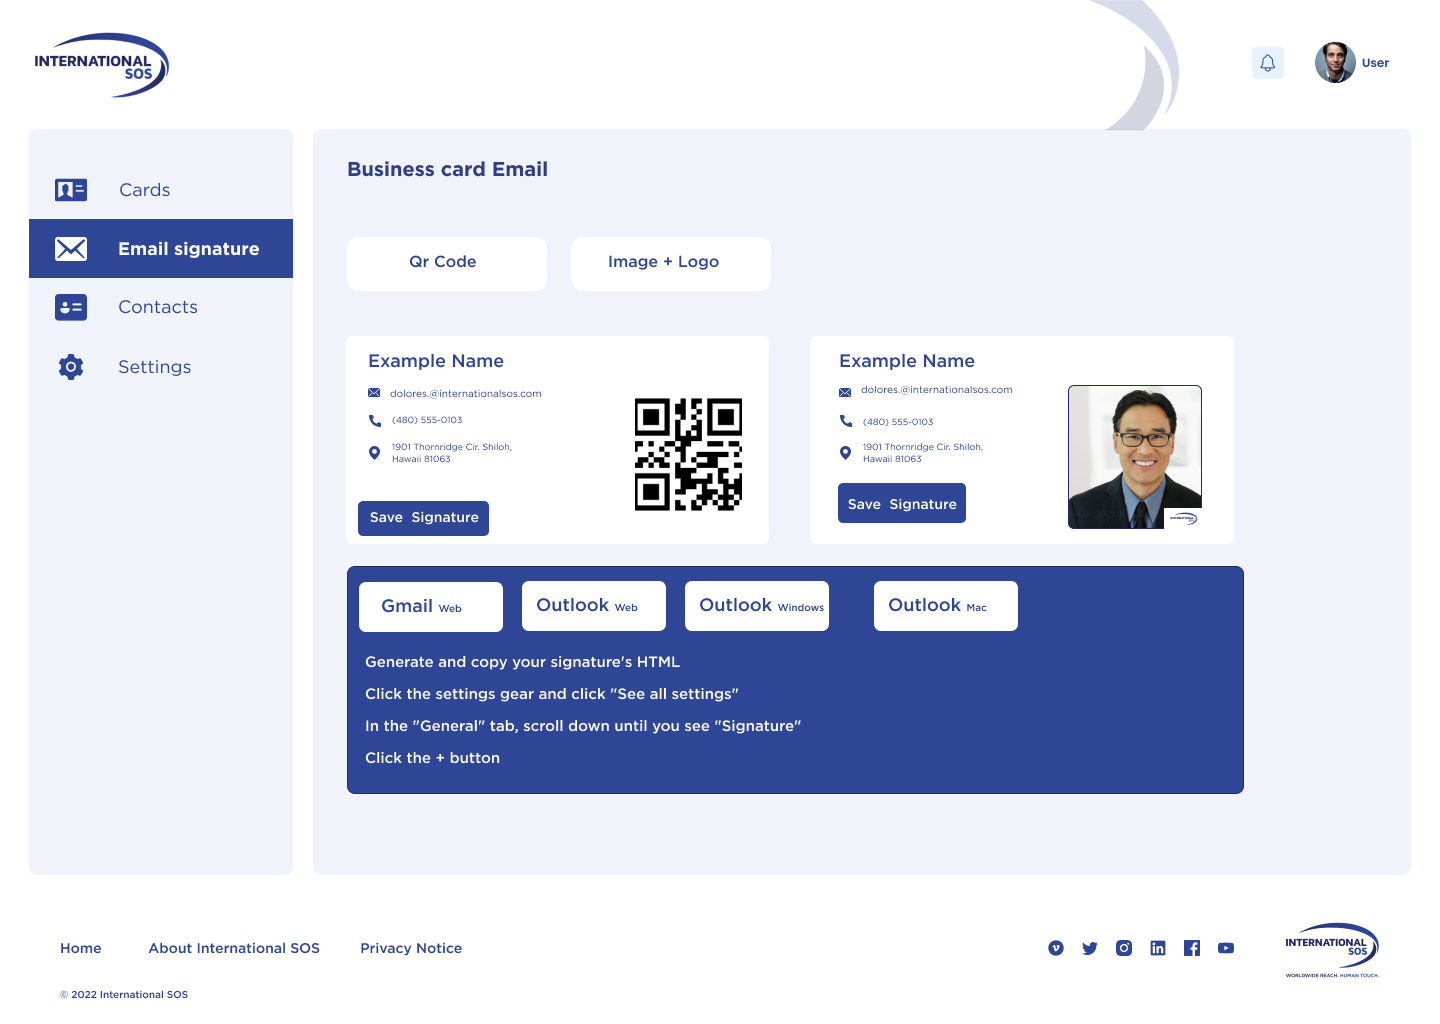 INTERNATIONAL
SOS
User
Cards
Email signature
Contacts
Settings
Business card Email
Qr Code
Image + Logo
Example Name
dolores.@internationalsos.com
(480) 555-0103
1901 Thornridge Cir. Shiloh,
Hawaii 81063
Save Signature
Example Name
dolores.@internationalsos.com
(480) 555-0103
1901 Thornridge Cir. Shiloh,
Hawaii 81063
Save Signature
INTERNATIONAL
SOS
Gmail Web
Outlook Web
Outlook Windows
Outlook Mac
Generate and copy your signature's HTML
Click the settings gear and click "See all settings"
In the "General" tab, scroll down until you see "Signature"
Click the + button
Home
About International SOS
Privacy Notice
INTERNATIONAL
SOS
WORLDWIDE REACH. HUMAN TOUCH.
© 2022 International SOS